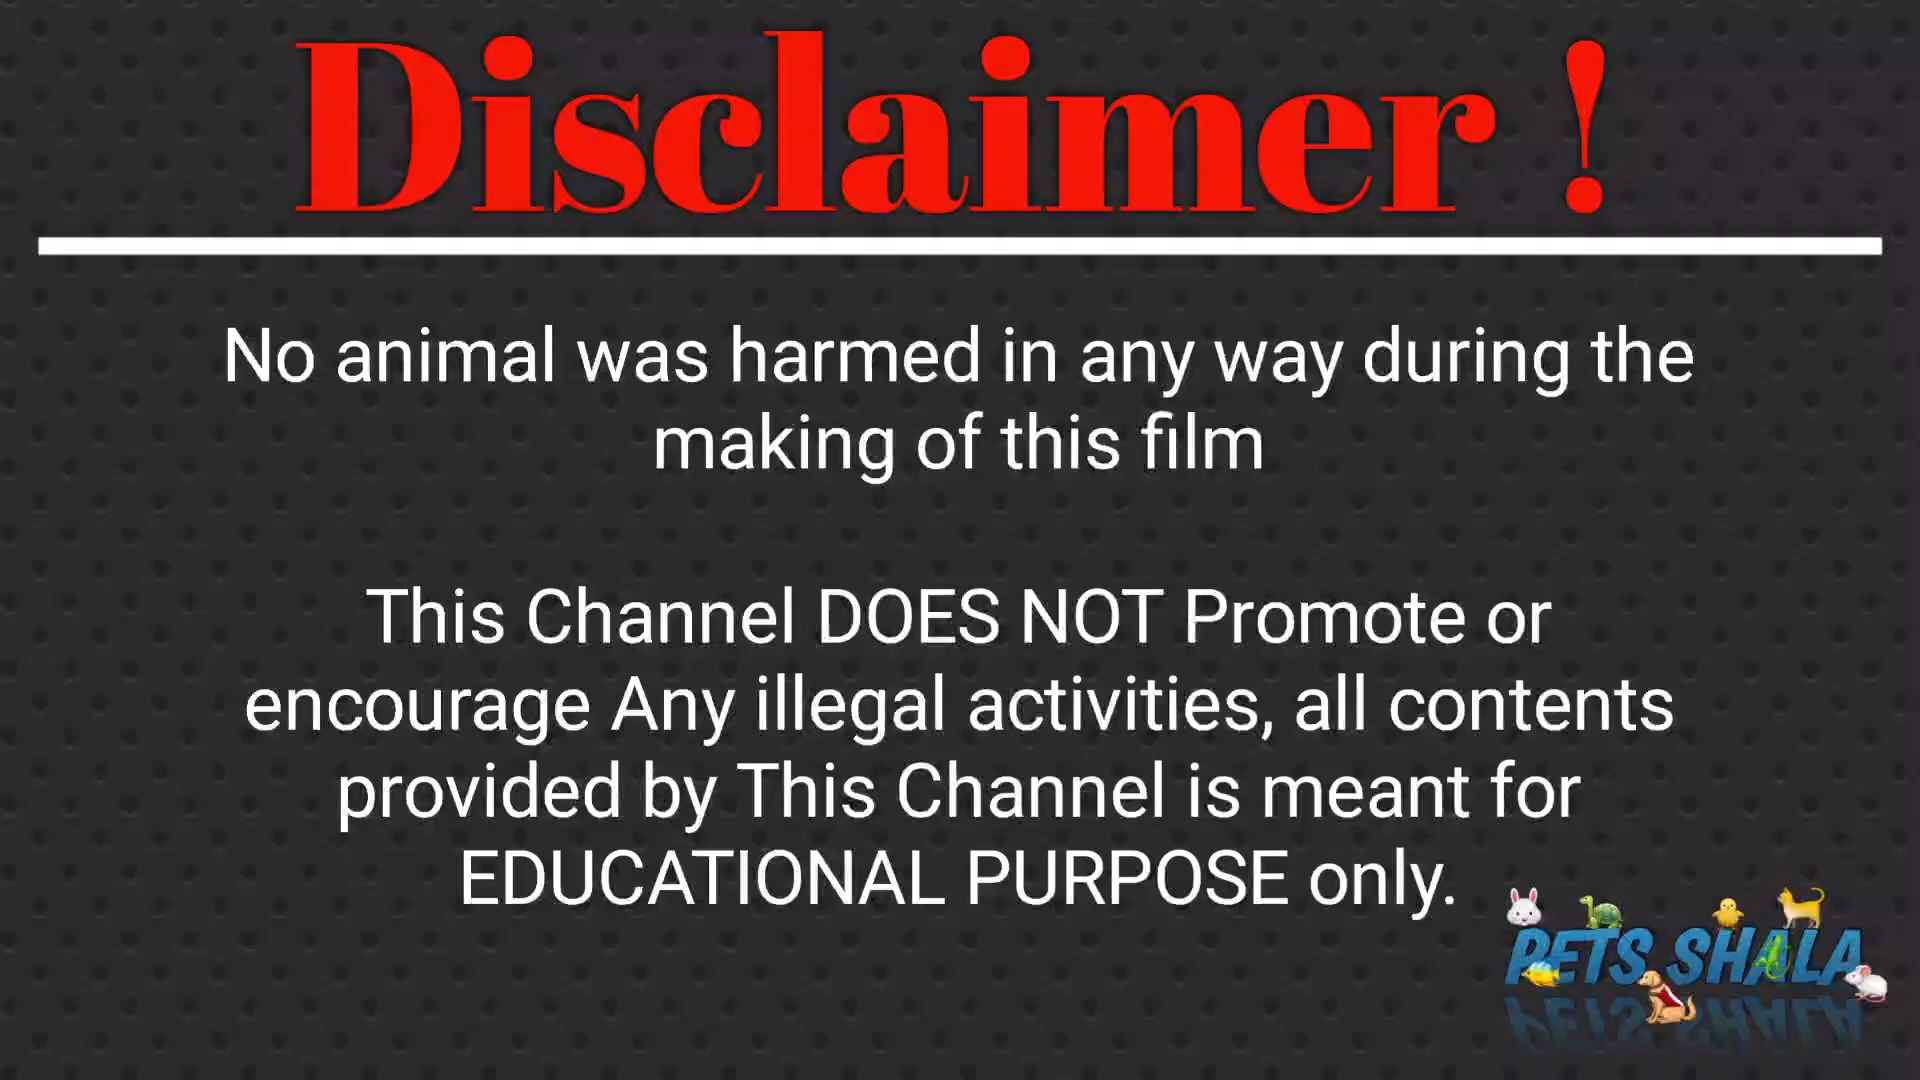 Disclaimer !
No animal was harmed in any way during the
making of this film
This Channel DOES NOT Promote or
encourage Any illegal activities, all contents
provided by This Channel is meant for
EDUCATIONAL PURPOSE only.
PETS SHALA